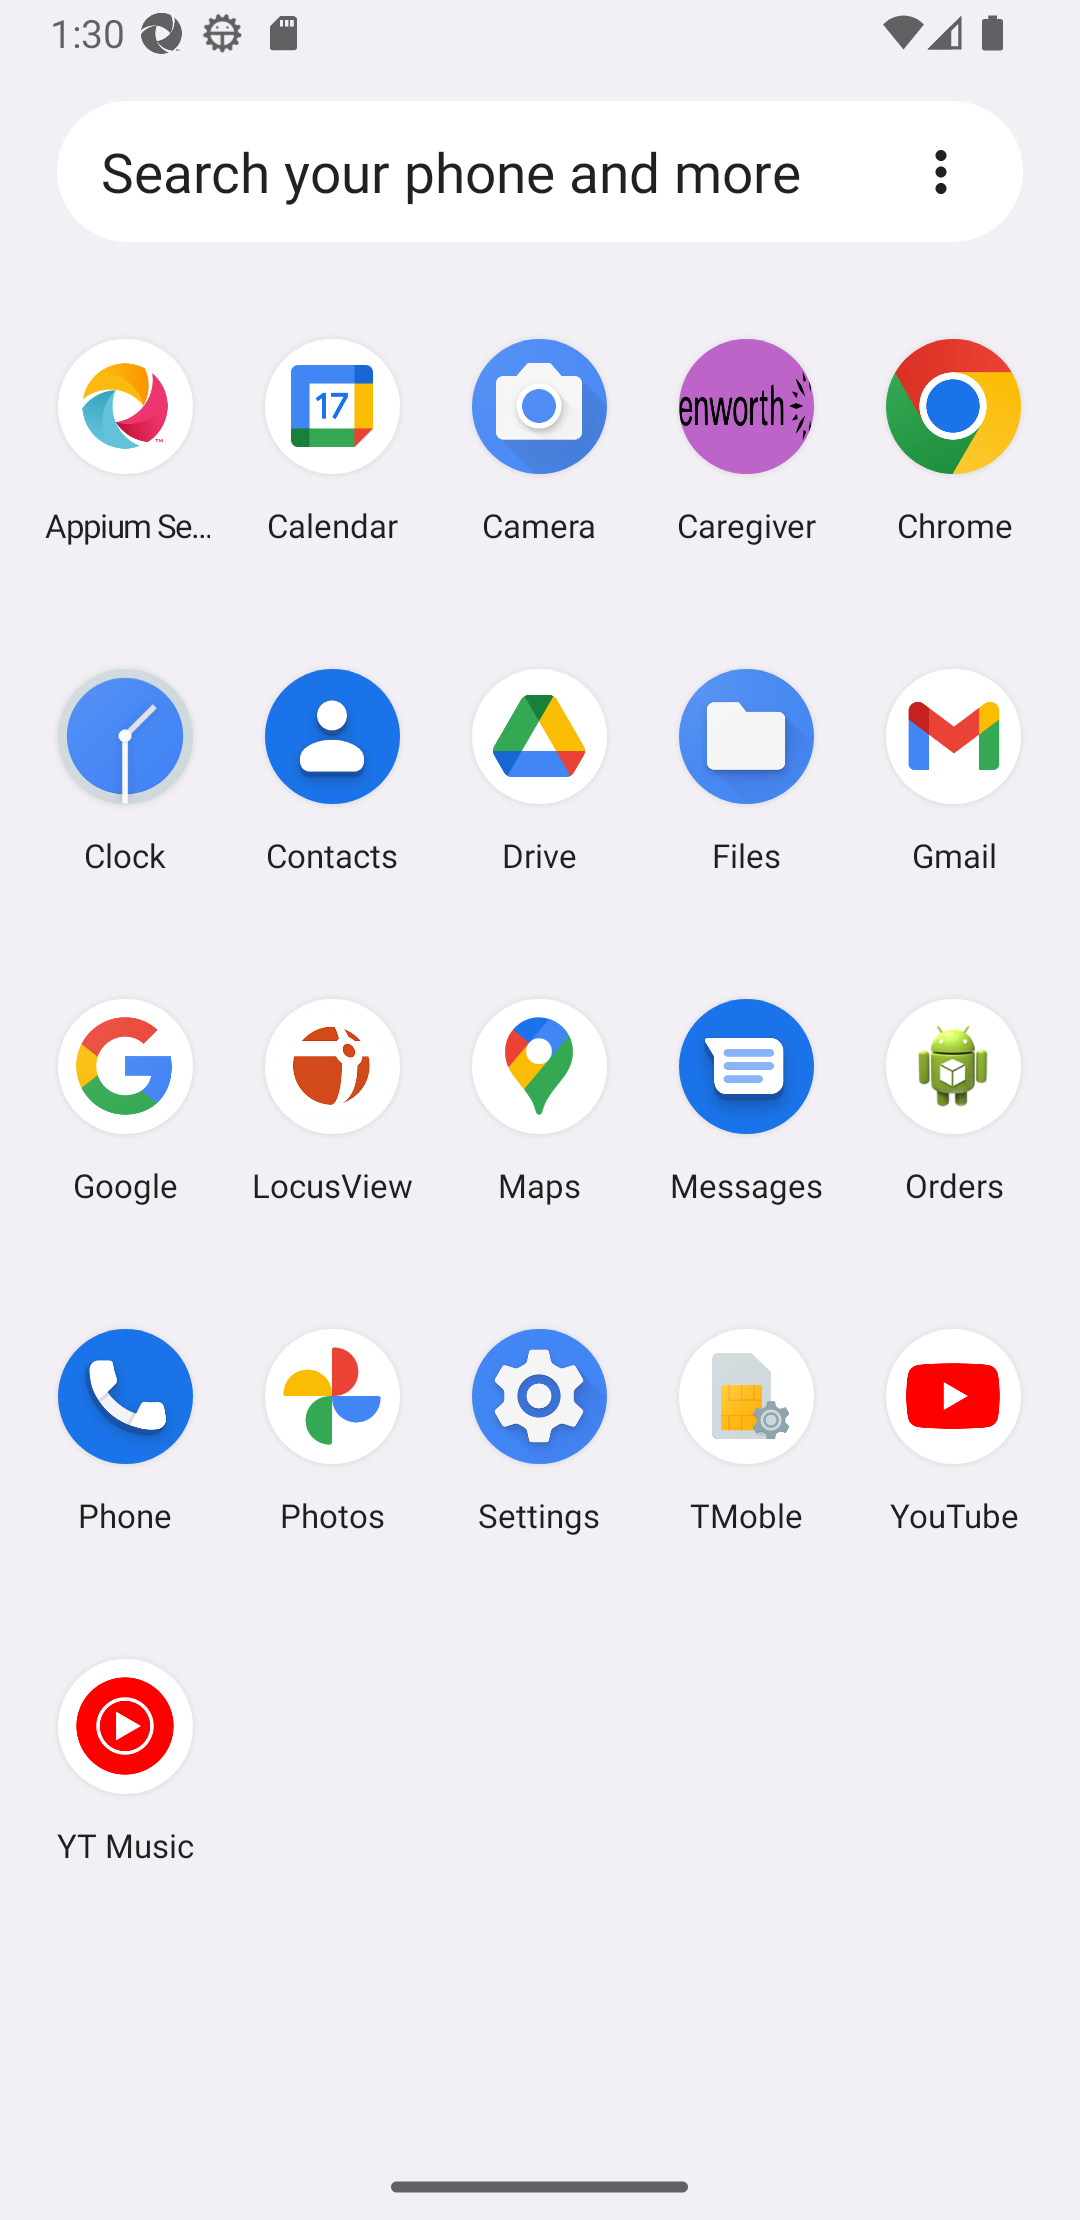 1:30
Search your phone and more
17
enworth
Appium Se...
Calendar
Camera
Caregiver
Chrome
Clock
Contacts
Drive
Files
Gmail
Google
LocusView
Maps
Messages
Orders
Phone
Photos
Settings
TMoble
YouTube
YT Music